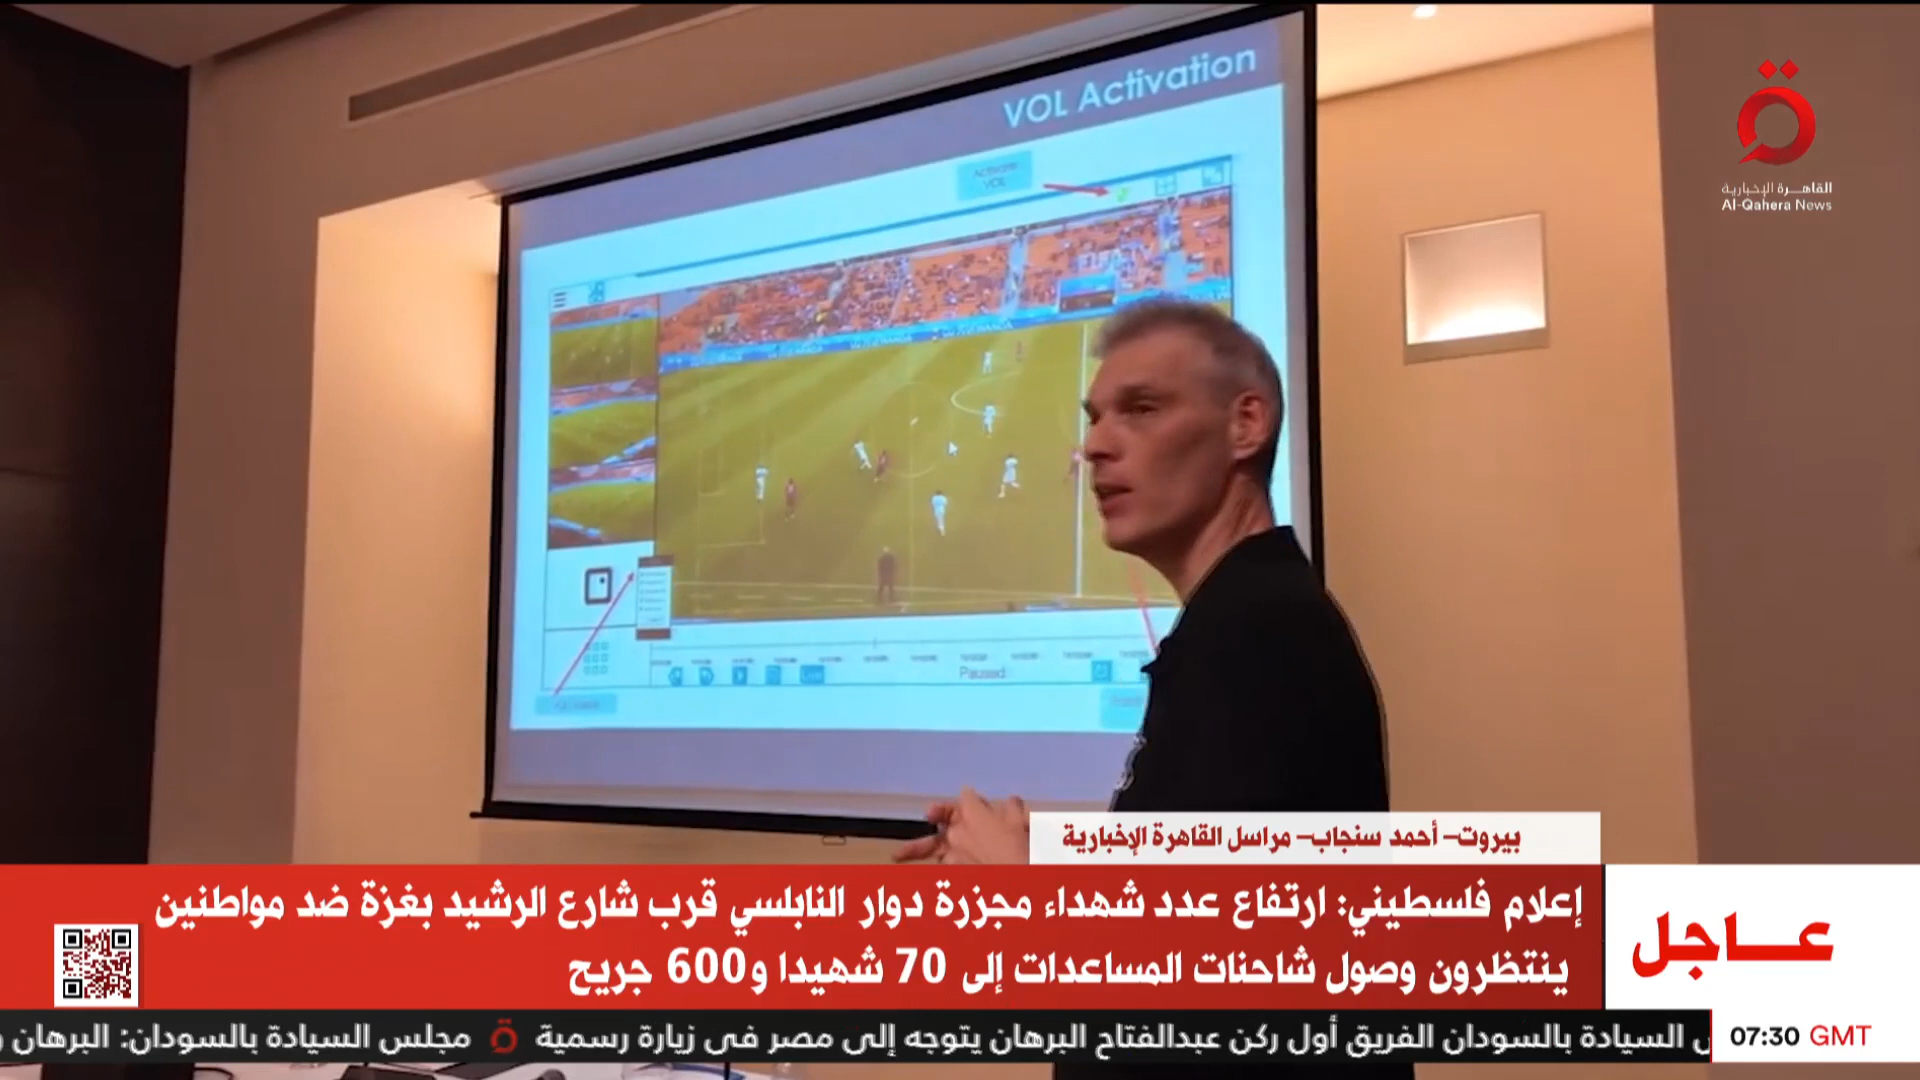 VOL Activation
Activate
VOL
القاهرة الإخبارية
Al-Qahera News
Paused
بيروت- أحمد سنجاب- مراسل القاهرة الإخبارية
عاجل
إعلام فلسطيني: ارتفاع عدد شهداء مجزرة دوار النابلسي قرب شارع الرشيد بغزة ضد مواطنين
ينتظرون وصول شاحنات المساعدات إلى 70 شهيدا و600 جريح
السيادة بالسودان الفريق أول ركن عبدالفتاح البرهان يتوجه إلى مصر في زيارة رسمية
مجلس السيادة بالسودان: البرهان
07:30 GMT